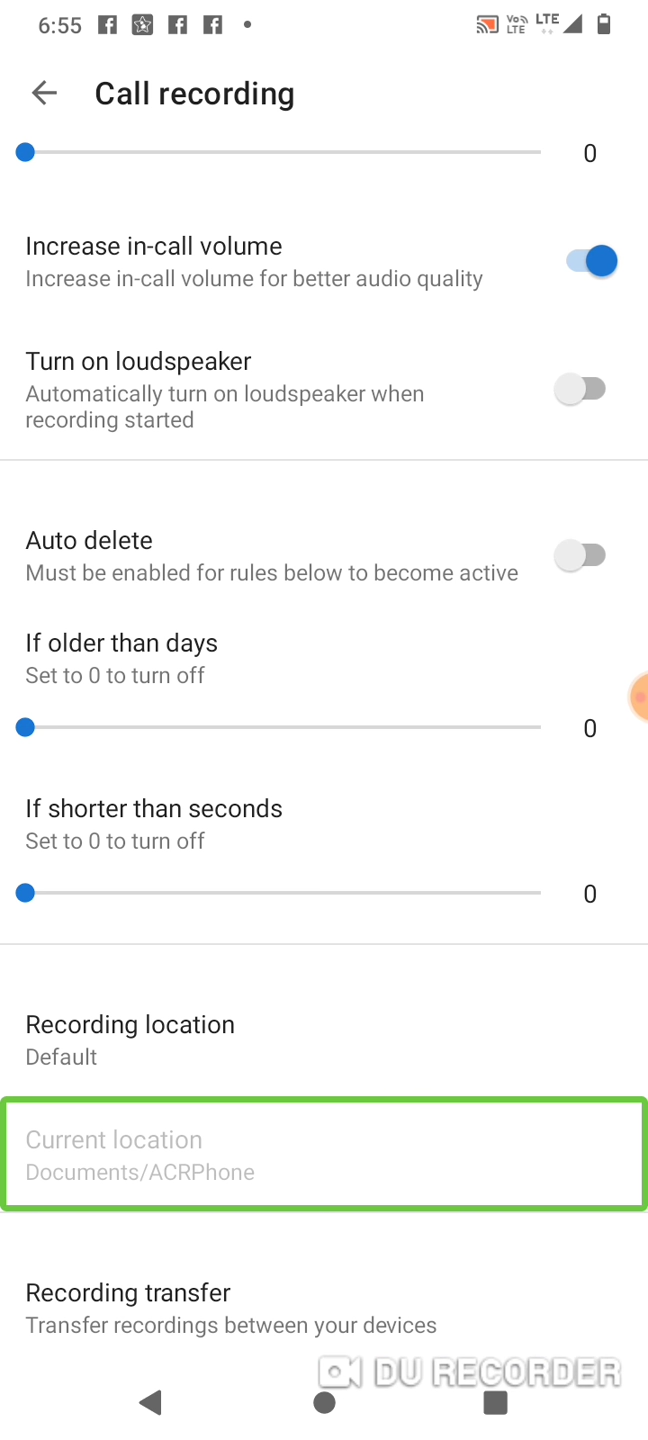 6:55
Vo))
LTE
LTE
Call recording
0
Increase in-call volume
Increase in-call volume for better audio quality
Turn on loudspeaker
Automatically turn on loudspeaker when
recording started
Auto delete
Must be enabled for rules below to become active
If older than days
Set to 0 to turn off
0
If shorter than seconds
Set to 0 to turn off
0
Recording location
Default
Current location
Documents/ACRPhone
Recording transfer
Transfer recordings between your devices
DU RECORDER